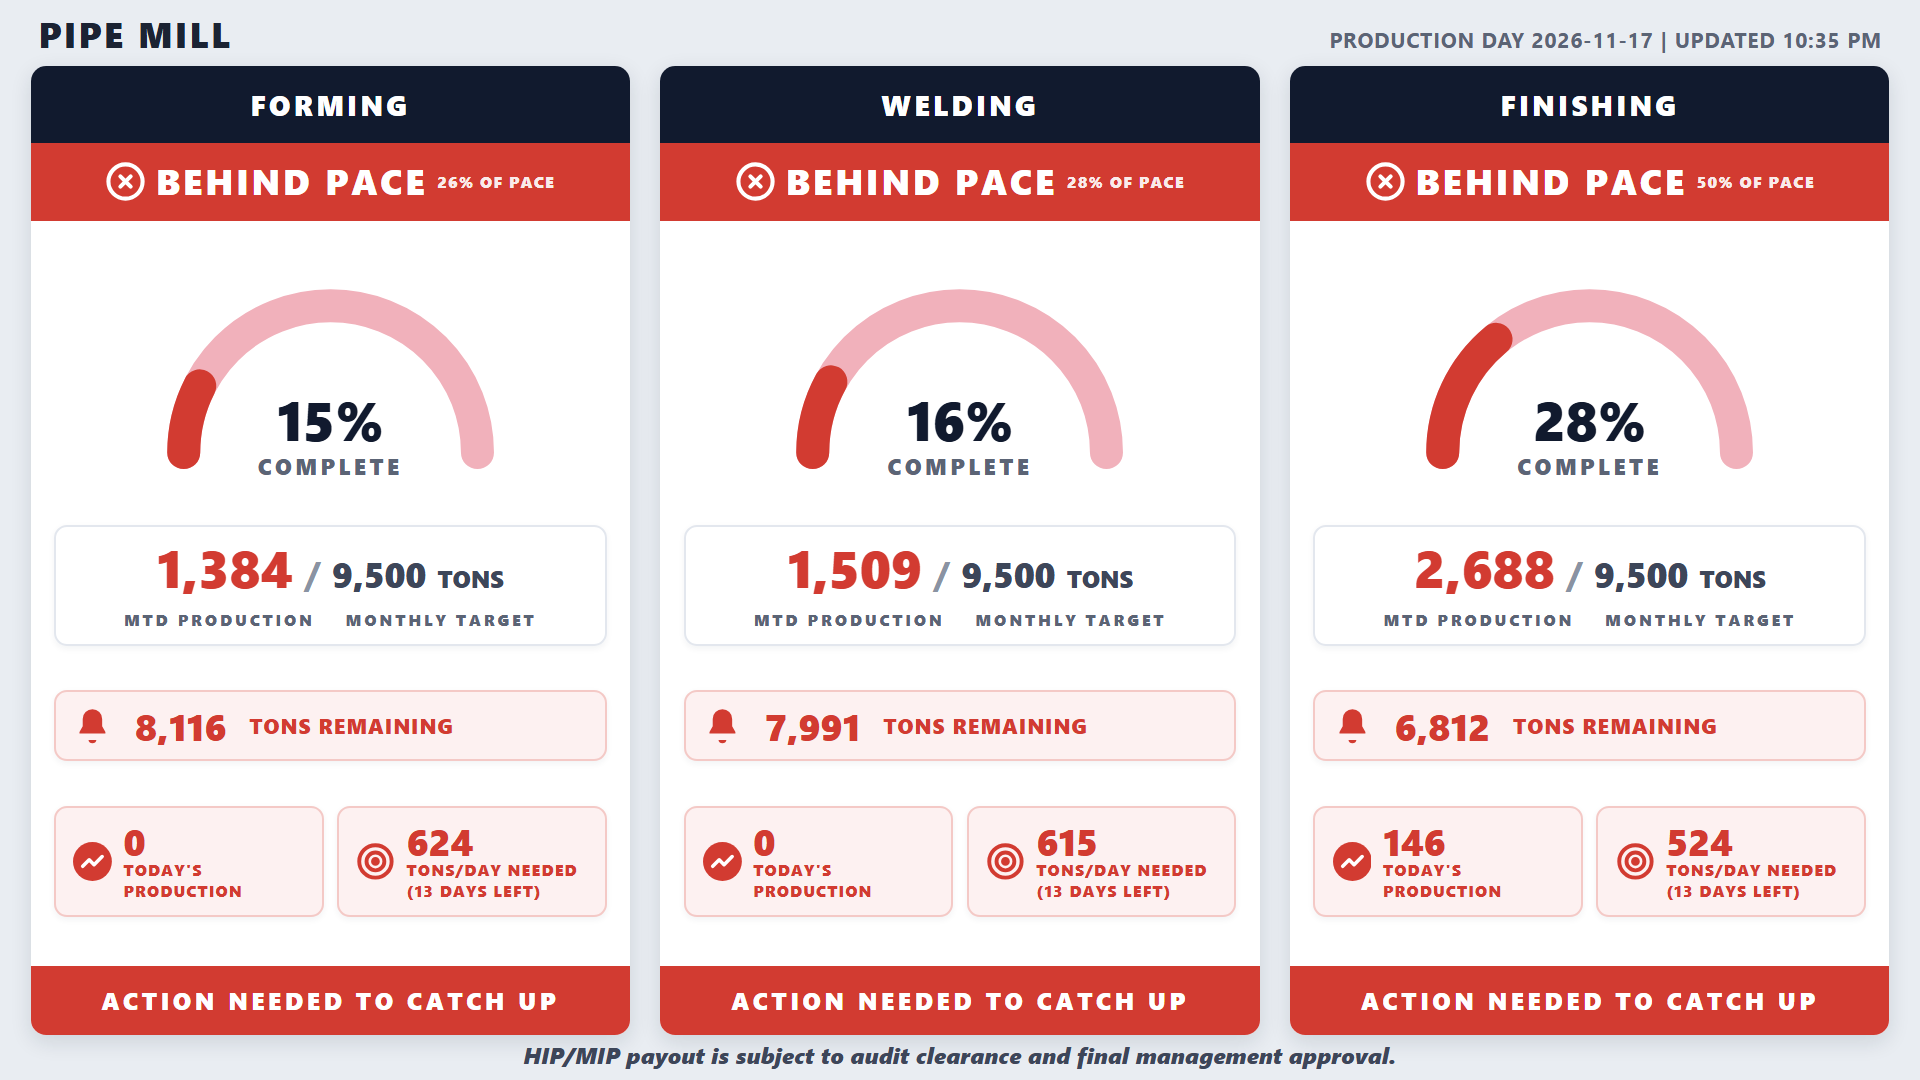 PIPE MILL
PRODUCTION DAY 2026-11-17 | UPDATED 10:35 PM
FORMING
BEHIND PACE 26% OF PACE
15%
COMPLETE
1,384 / 9,500 TONS
MTD PRODUCTION MONTHLY TARGET
8,116 TONS REMAINING
0
TODAY'S
PRODUCTION
624
TONS/DAY NEEDED
(13 DAYS LEFT)
ACTION NEEDED TO CATCH UP
WELDING
BEHIND PACE 28% OF PACE
16%
COMPLETE
1,509 / 9,500 TONS
MTD PRODUCTION MONTHLY TARGET
7,991 TONS REMAINING
0
TODAY'S
PRODUCTION
615
TONS/DAY NEEDED
(13 DAYS LEFT)
ACTION NEEDED TO CATCH UP
FINISHING
BEHIND PACE 50% OF PACE
28%
COMPLETE
2,688 / 9,500 TONS
MTD PRODUCTION MONTHLY TARGET
6,812 TONS REMAINING
146
TODAY'S
PRODUCTION
524
TONS/DAY NEEDED
(13 DAYS LEFT)
ACTION NEEDED TO CATCH UP
HIP/MIP payout is subject to audit clearance and final management approval.